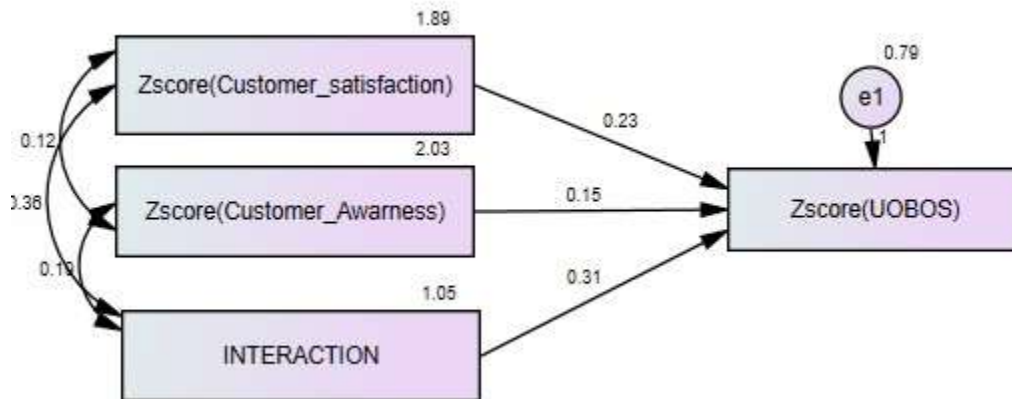 1.89
Zscore(Customer_satisfaction)
0.79
e1
1
0.23
0.12
2.03
Zscore(Customer_Awarness)
0.15
Zscore(UOBOS)
0.36
0.31
1.05
INTERACTION